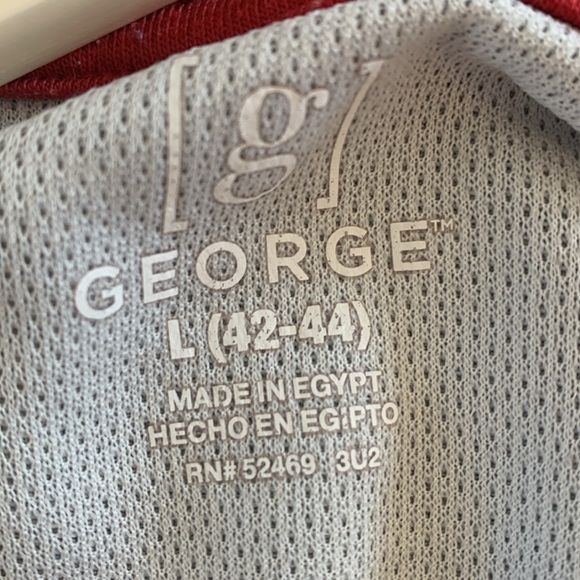 [g]
GEORGE™
L (42-44)
MADE IN EGYPT
HECHO EN EGIPTO
RN# 52469 3U2